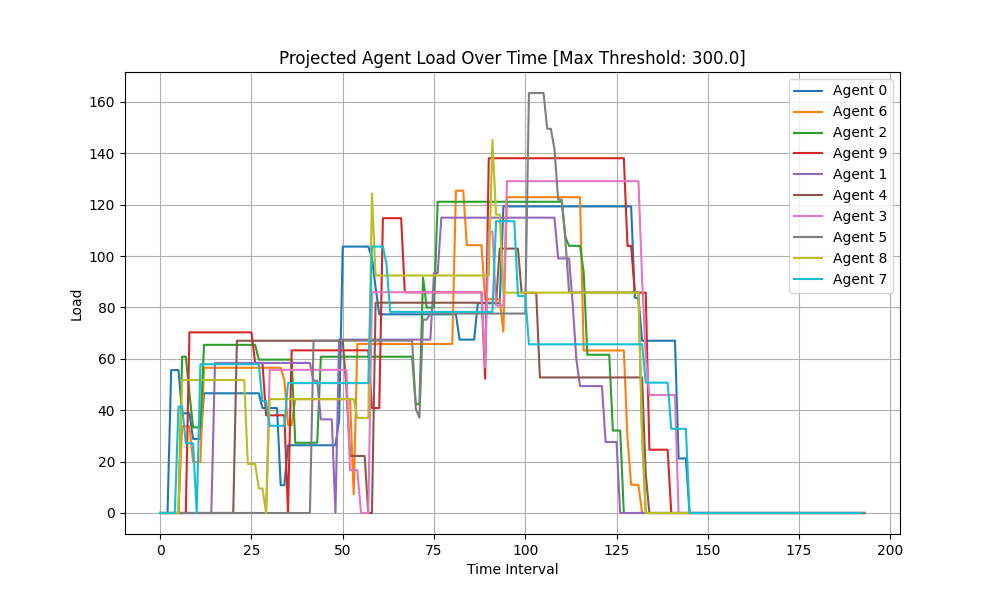 Projected Agent Load Over Time [Max Threshold: 300.0]
Load
160
140
120
100
80
60
40
20
0
0 25 50 75 100 125 150 175 200
Time Interval
Agent 0
Agent 6
Agent 2
Agent 9
Agent 1
Agent 4
Agent 3
Agent 5
Agent 8
Agent 7